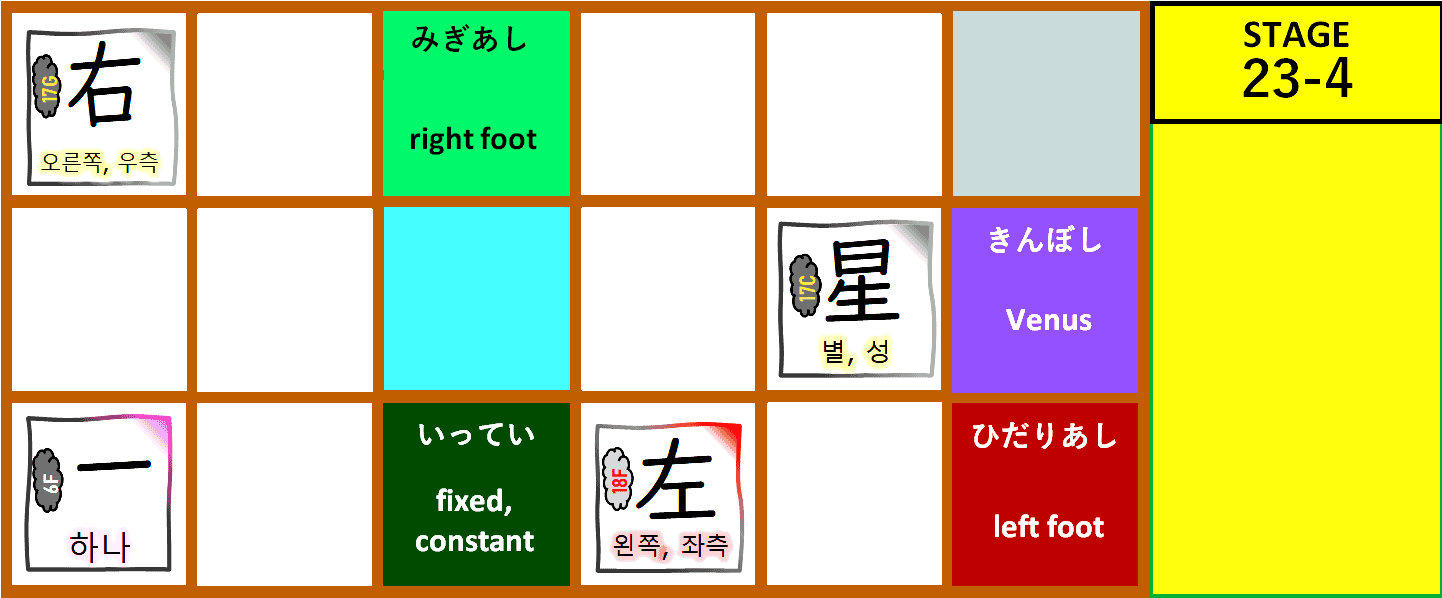 右
17G
오른쪽, 우측
みぎあし
right foot
STAGE
23-4
星
17C
별, 성
きんぼし
Venus
一
6F
하나
いってい
fixed,
constant
左
18F
왼쪽, 좌측
ひだりあし
left foot